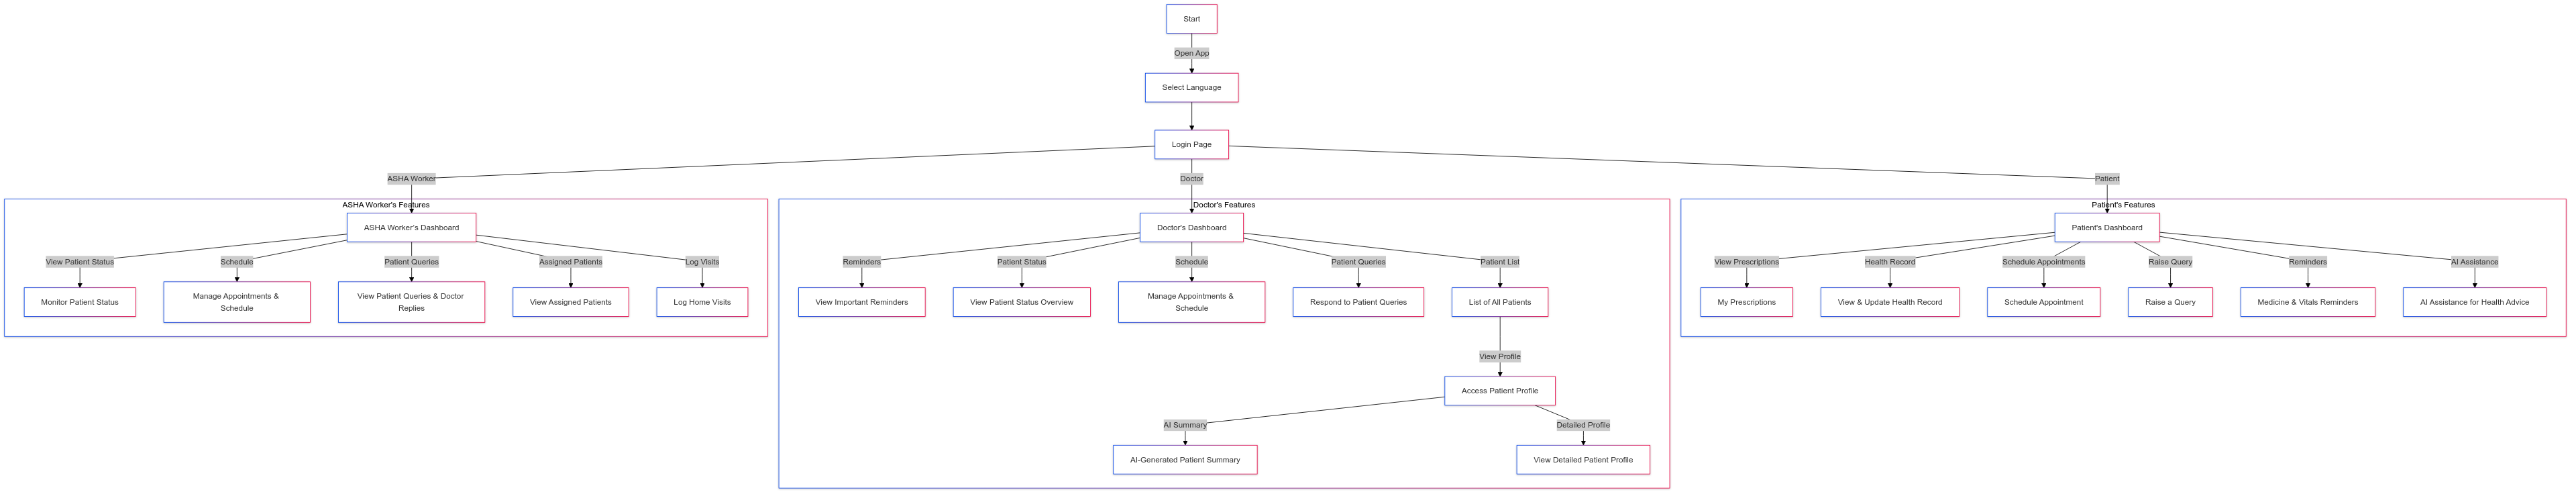 Start
Open App
Select Language
Login Page
ASHA Worker
Doctor
Patient
ASHA Worker's Features
Doctor's Features
Patient's Features
ASHA Worker's Dashboard
Doctor's Dashboard
Patient's Dashboard
View Patient Status
Schedule
Patient Queries
Assigned Patients
Log Visits
Reminders
Patient Status
Schedule
Patient Queries
Patient List
View Prescriptions
Health Record
Schedule Appointments
Raise Query
Reminders
AI Assistance
Monitor Patient Status
Manage Appointments &
Schedule
View Patient Queries & Doctor
Replies
View Assigned Patients
Log Home Visits
View Important Reminders
View Patient Status Overview
Manage Appointments &
Schedule
Respond to Patient Queries
List of All Patients
My Prescriptions
View & Update Health Record
Schedule Appointment
Raise a Query
Medicine & Vitals Reminders
AI Assistance for Health Advice
View Profile
Access Patient Profile
AI Summary
Detailed Profile
AI-Generated Patient Summary
View Detailed Patient Profile